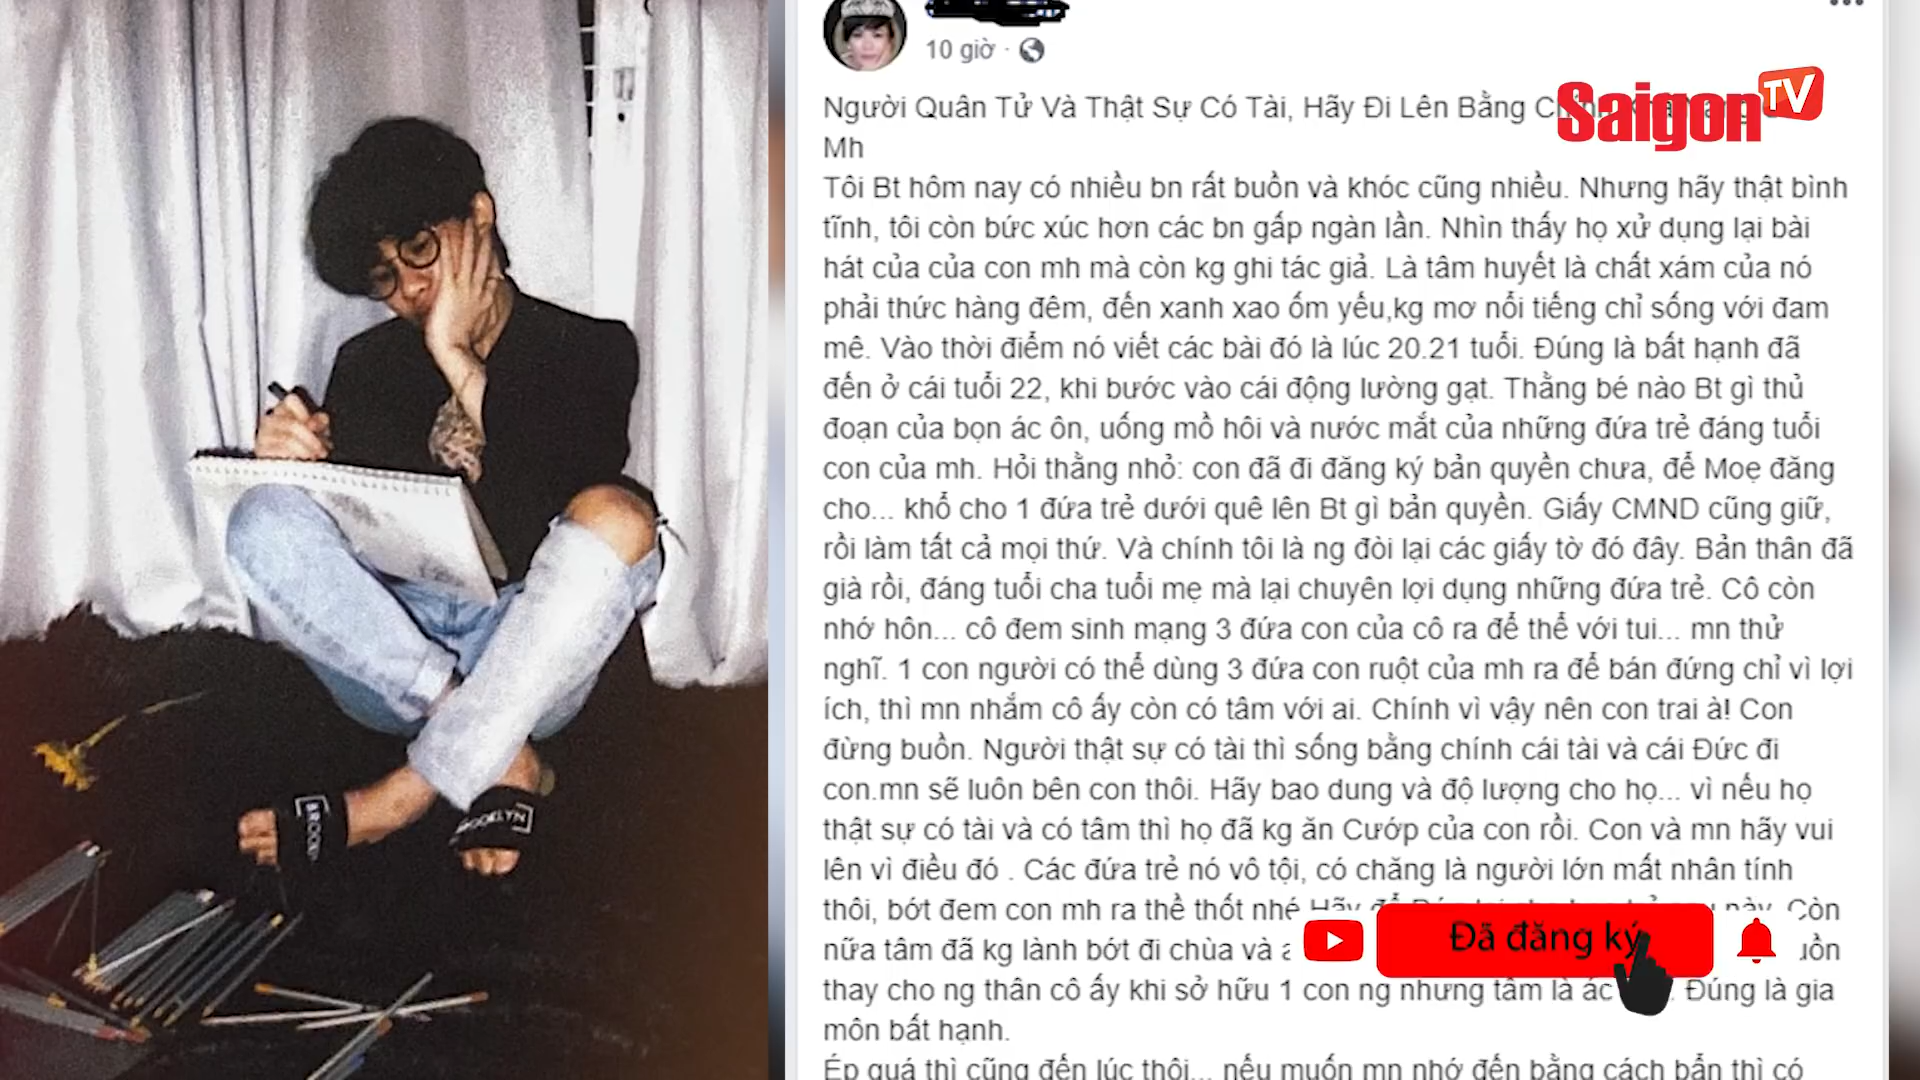 10 giờ ·
Saigon TV
Người Quân Tử Và Thật Sự Có Tài, Hãy Đi Lên Bằng
Mh
Tôi Bt hôm nay có nhiều bn rất buồn và khóc cũng nhiều. Nhưng hãy thật bình
tĩnh, tôi còn bức xúc hơn các bn gấp ngàn lần. Nhìn thấy họ xử dụng lại bài
hát của của con mh mà còn kg ghi tác giả. Là tâm huyết là chất xám của nó
phải thức hàng đêm, đến xanh xao ốm yếu,kg mơ nổi tiếng chỉ sống với đam
mê. Vào thời điểm nó viết các bài đó là lúc 20.21 tuổi. Đúng là bất hạnh đã
đến ở cái tuổi 22, khi bước vào cái động lường gạt. Thằng bé nào Bt gì thủ
đoạn của bọn ác ôn, uống mồ hôi và nước mắt của những đứa trẻ đáng tuổi
con của mh. Hỏi thằng nhỏ: con đã đi đăng ký bản quyền chưa, để Moẹ đăng
cho... khổ cho 1 đứa trẻ dưới quê lên Bt gì bản quyền. Giấy CMND cũng giữ,
rồi làm tất cả mọi thứ. Và chính tôi là ng đòi lại các giấy tờ đó đây. Bản thân đã
già rồi, đáng tuổi cha tuổi mẹ mà lại chuyên lợi dụng những đứa trẻ. Cô còn
nhớ hôn... cô đem sinh mạng 3 đứa con của cô ra để thể với tui... mn thử
nghĩ. 1 con người có thể dùng 3 đứa con ruột của mh ra để bán đứng chỉ vì lợi
ích, thì mn nhắm cô ấy còn có tâm với ai. Chính vì vậy nên con trai à! Con
đừng buồn. Người thật sự có tài thì sống bằng chính cái tài và cái Đức đi
con.mn sẽ luôn bên con thôi. Hãy bao dung và độ lượng cho họ... vì nếu họ
thật sự có tài và có tâm thì họ đã kg ăn Cướp của con rồi. Con và mn hãy vui
lên vì điều đó . Các đứa trẻ nó vô tội, có chăng là người lớn mất nhân tính
thôi, bớt đem con mh ra thề thốt nhé Còn
nữa tâm đã kg lành bớt đi chùa và
Đã đăng ký
thay cho ng thân cô ấy khi sở hữu 1 con ng nhưng tâm là ác Đúng là gia
môn bất hạnh.
Ép quá thì cũng đến lúc thôi... nếu muốn mn nhớ đến bằng cách bẩn thì có
BROOKLYN